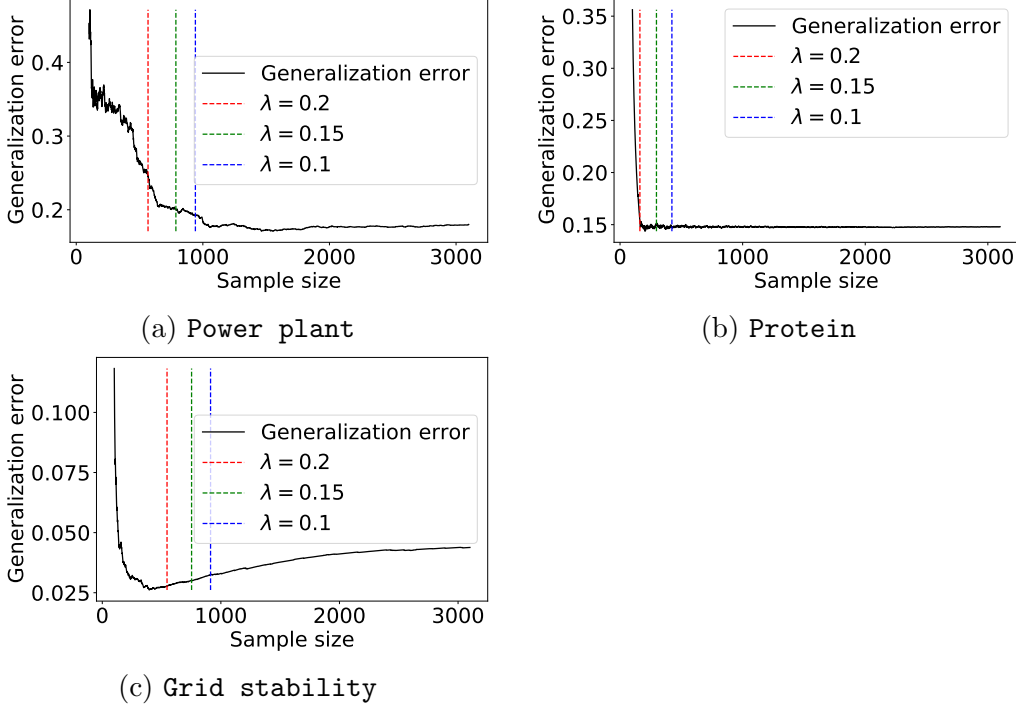 Generalization error
0.4
0.3
0.2
Generalization error
λ = 0.2
λ = 0.15
λ = 0.1
0 1000 2000 3000
Sample size
(a) Power plant
Generalization error
0.35
0.30
0.25
0.20
0.15
Generalization error
λ = 0.2
λ = 0.15
λ = 0.1
0 1000 2000 3000
Sample size
(b) Protein
Generalization error
0.100
0.075
0.050
0.025
Generalization error
λ = 0.2
λ = 0.15
λ = 0.1
0 1000 2000 3000
Sample size
(c) Grid stability